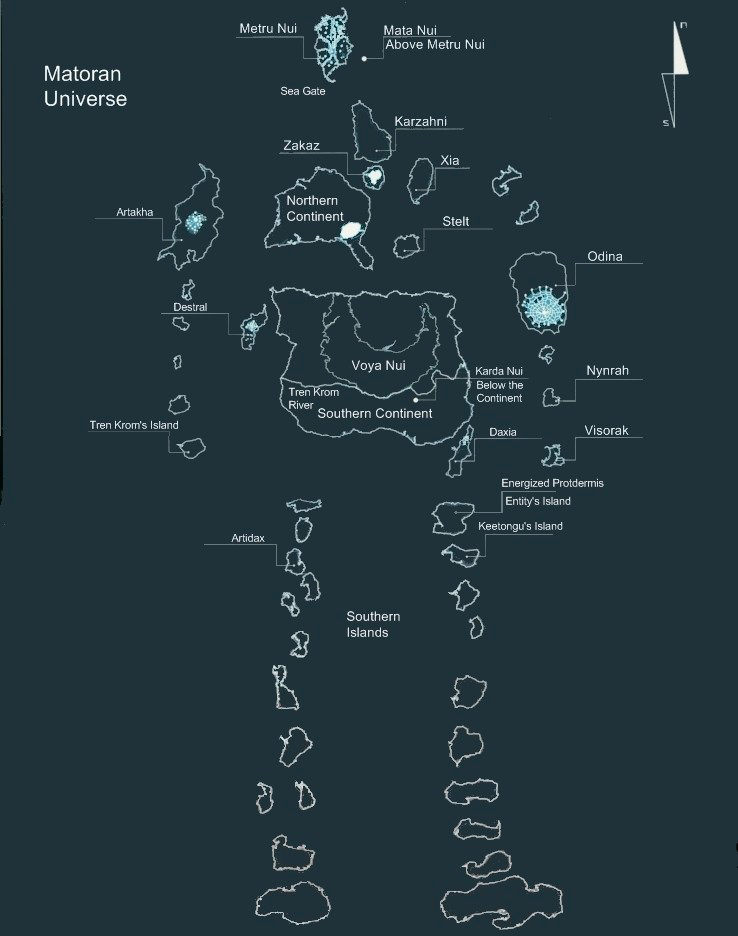 Metru Nui
Mata Nui
Above Metru Nui
n
Matoran
Universe
Sea Gate
s
Karzahni
Zakaz
Xia
Northern
Continent
Artakha
Stelt
Odina
Destral
Voya Nui
Karda Nui
Below the
Continent
Nynrah
Tren Krom
River
Southern Continent
Tren Krom's Island
Daxia
Visorak
Energized Protdermis
Entity's Island
Keetongu's Island
Artidax
Southern
Islands